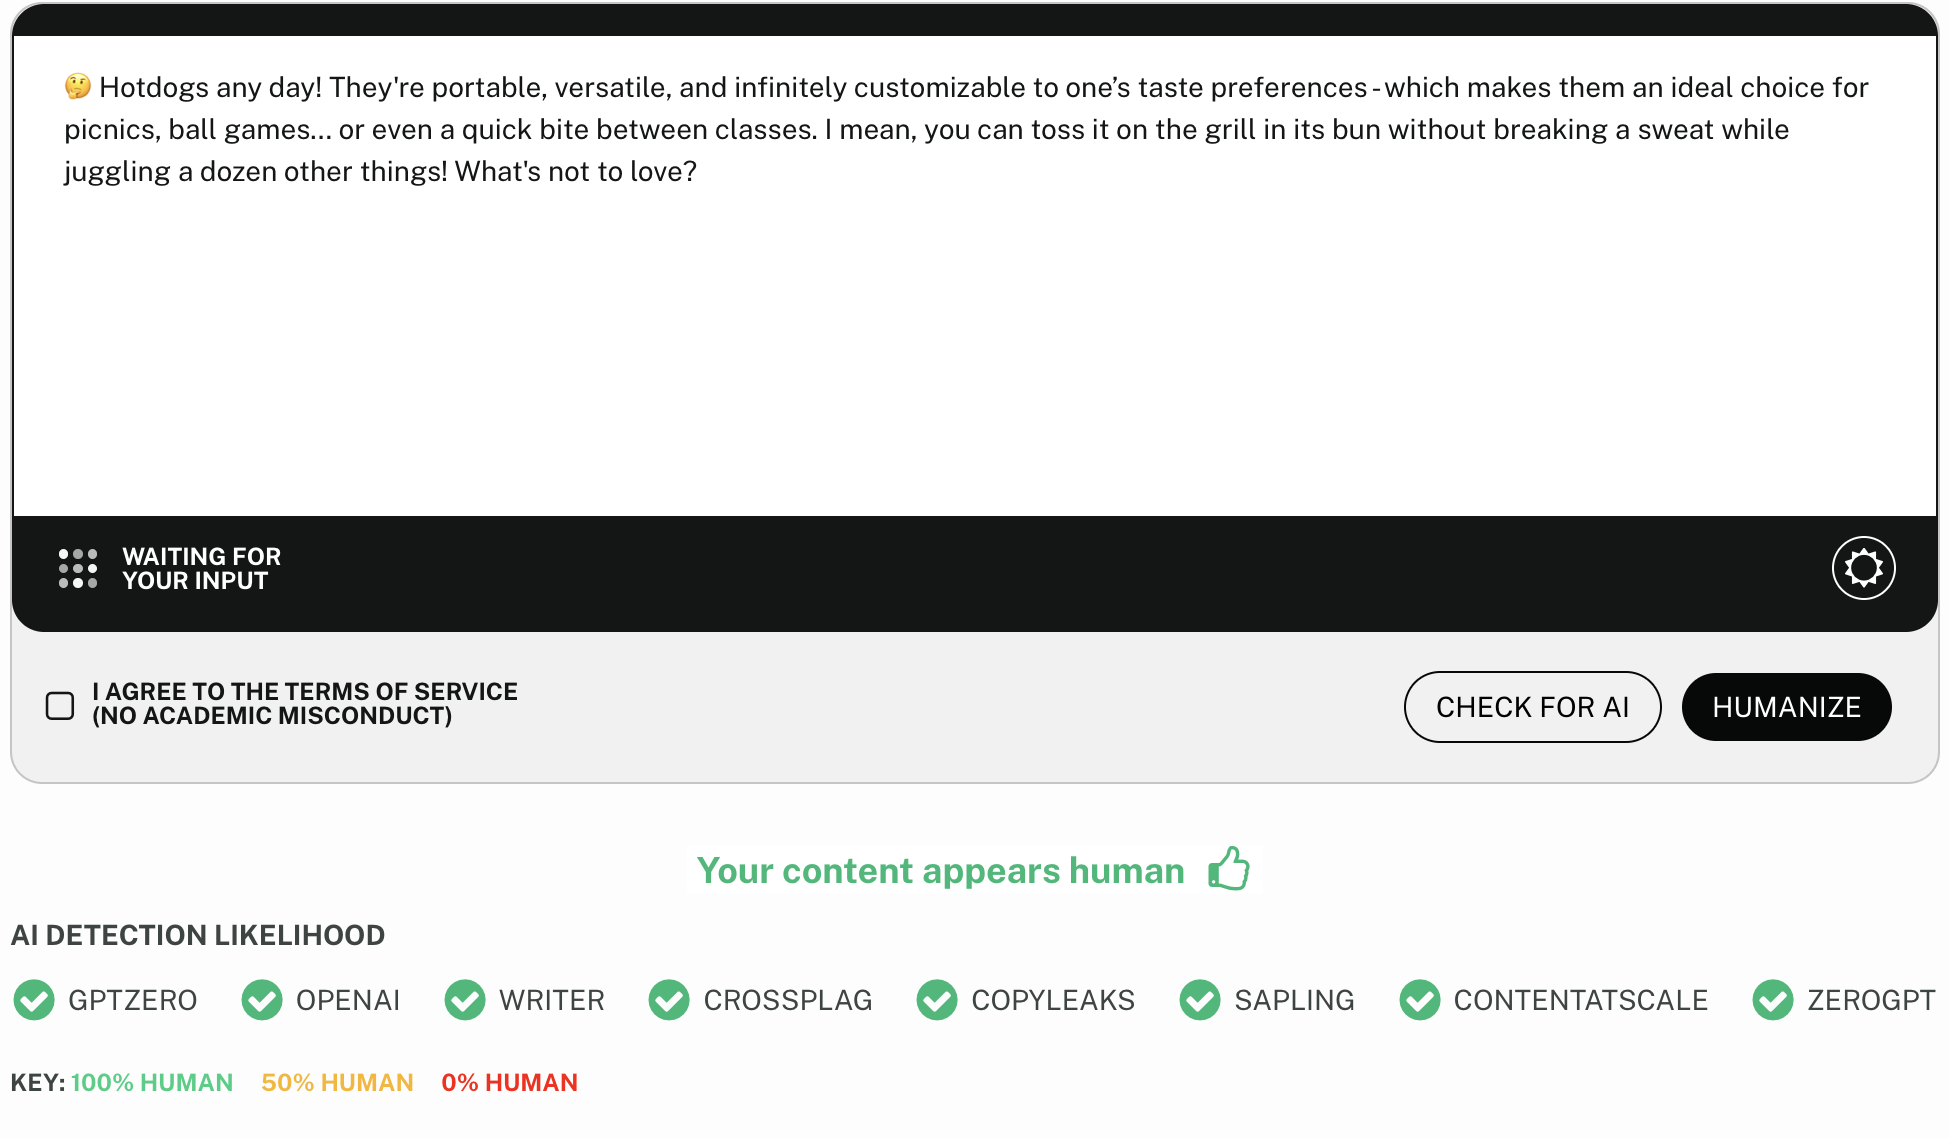 🤔 Hotdogs any day! They're portable, versatile, and infinitely customizable to one’s taste preferences - which makes them an ideal choice for
picnics, ball games... or even a quick bite between classes. I mean, you can toss it on the grill in its bun without breaking a sweat while
juggling a dozen other things! What's not to love?
WAITING FOR
YOUR INPUT
I AGREE TO THE TERMS OF SERVICE
(NO ACADEMIC MISCONDUCT)
CHECK FOR AI HUMANIZE
Your content appears human
AI DETECTION LIKELIHOOD
GPTZERO OPENAI WRITER CROSSPLAG COPYLEAKS SAPLING CONTENTATSCALE ZEROGPT
KEY: 100% HUMAN 50% HUMAN 0% HUMAN